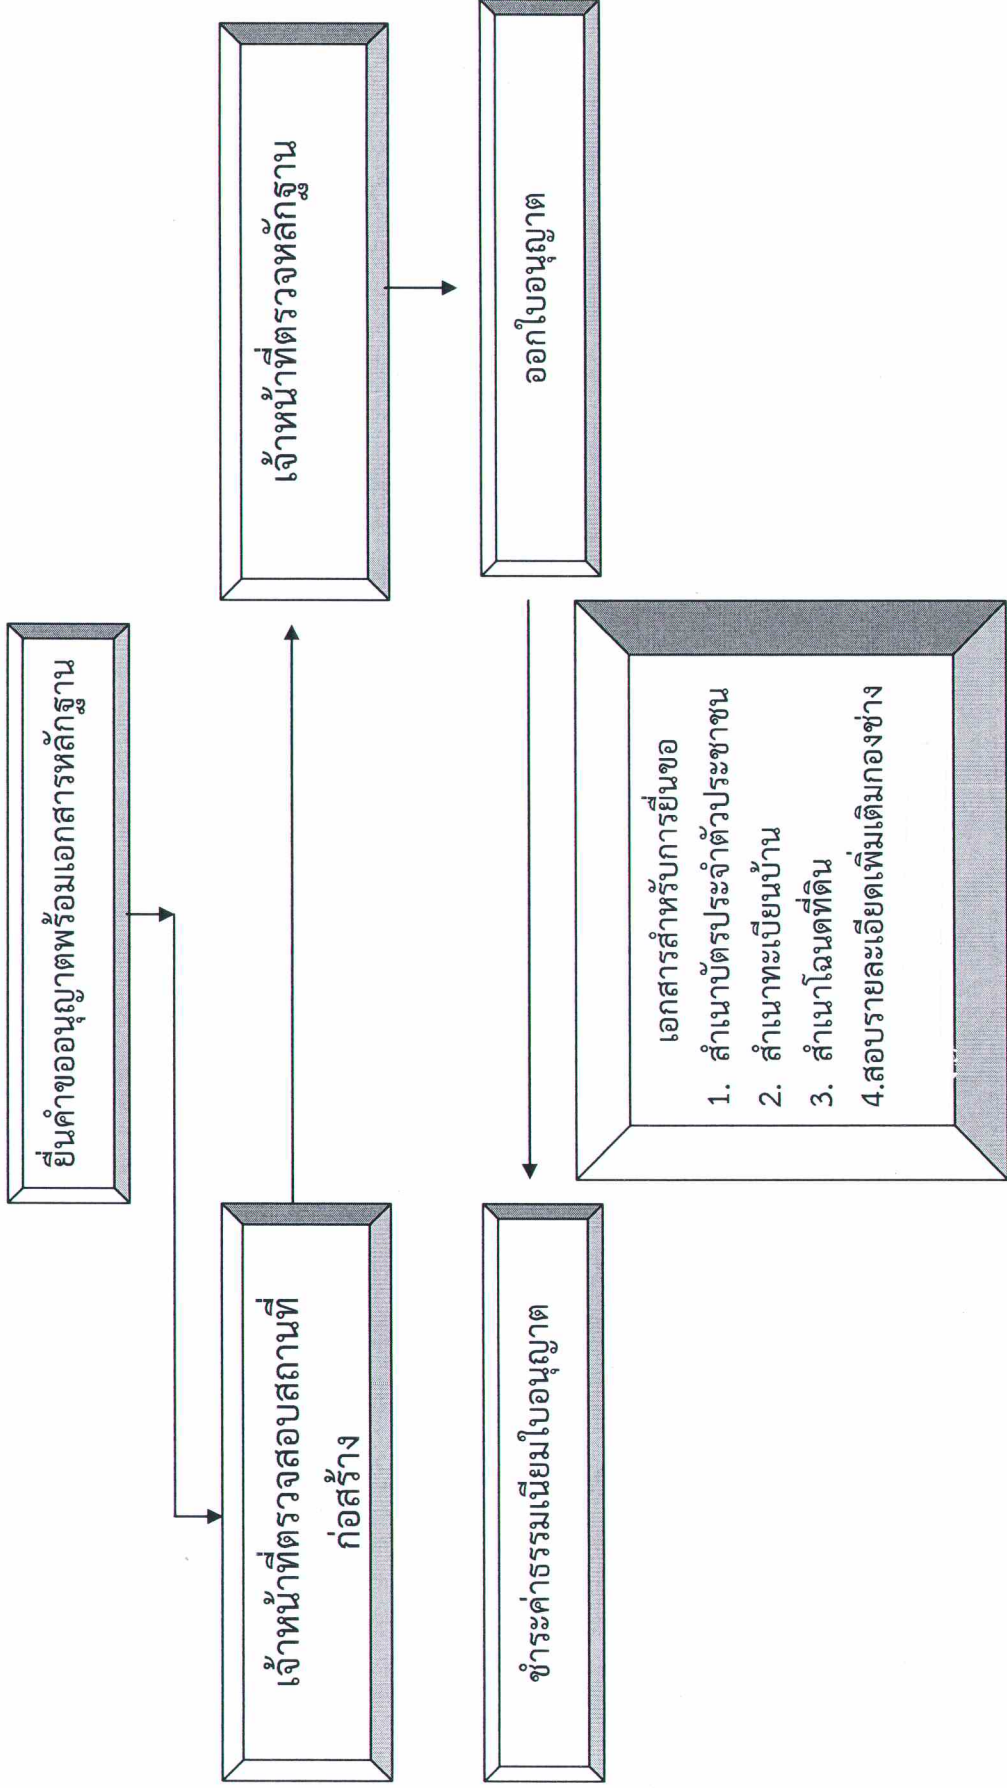 ยื่นคำขออนุญาตพร้อมเอกสารหลักฐาน
เจ้าหน้าที่ตรวจสอบสถานที่
ก่อสร้าง
เจ้าหน้าที่ตรวจหลักฐาน
ออกใบอนุญาต
ชำระค่าธรรมเนียมใบอนุญาต
เอกสารสำหรับการยื่นขอ
1. สำเนาบัตรประจำตัวประชาชน
2. สำเนาทะเบียนบ้าน
3. สำเนาโฉนดที่ดิน
4.สอบรายละเอียดเพิ่มเติมกองช่าง